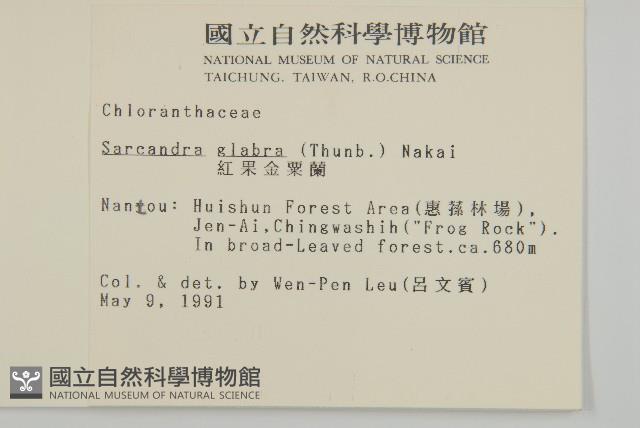 國立自然科學博物館
NATIONAL MUSEUM OF NATURAL SCIENCE
TAICHUNG, TAIWAN, R.O.CHINA
Chloranthaceae
Sarcandra glabra (Thunb.) Nakai
紅果金粟蘭
Nantou: Huishun Forest Area(惠蓀林場),
Jen-Ai,Chingwashih("Frog Rock").
In broad-Leaved forest.ca.680m
Col. & det. by Wen-Pen Leu(呂文賓)
May 9, 1991
國立自然科學博物館
NATIONAL MUSEUM OF NATURAL SCIENCE